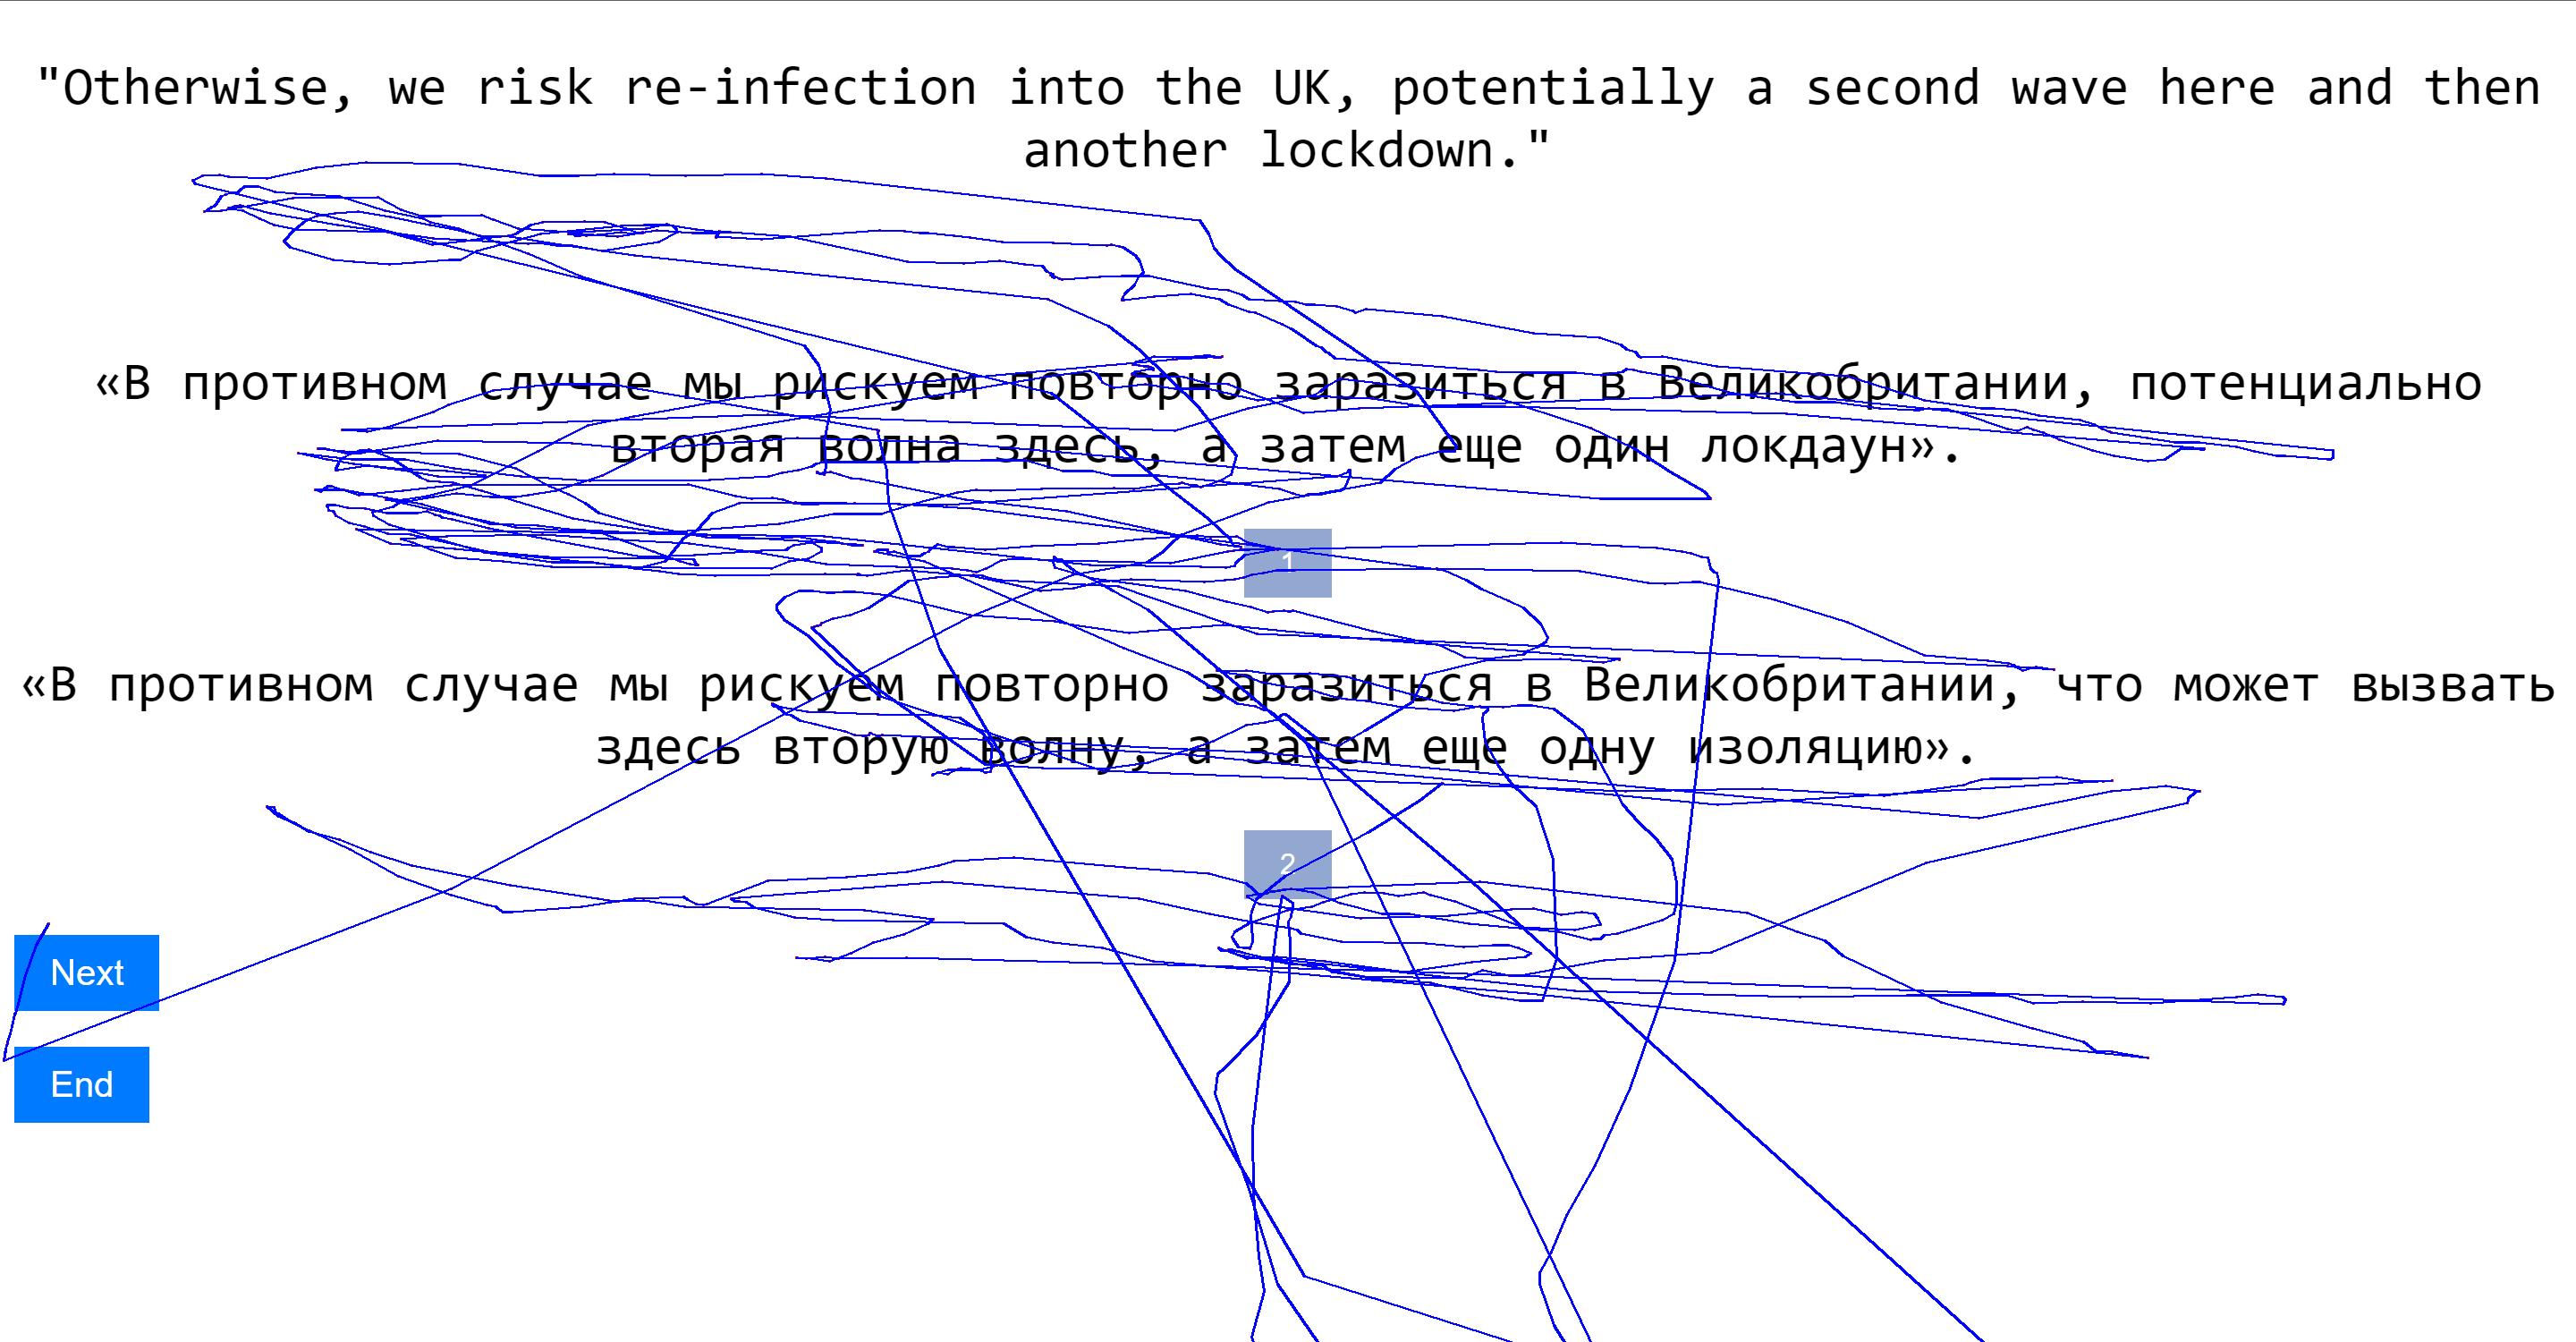 "Otherwise, we risk re-infection into the UK, potentially a second wave here and then
another lockdown."
«В противном случае мы рискуем повторно заразиться в Великобритании, потенциально
вторая волна здесь, а затем еще один локдаун».
1
«В противном случае мы рискуем повторно заразиться в Великобритании, что может вызвать
здесь вторую волну, а затем еще одну изоляцию».
2
Next
End